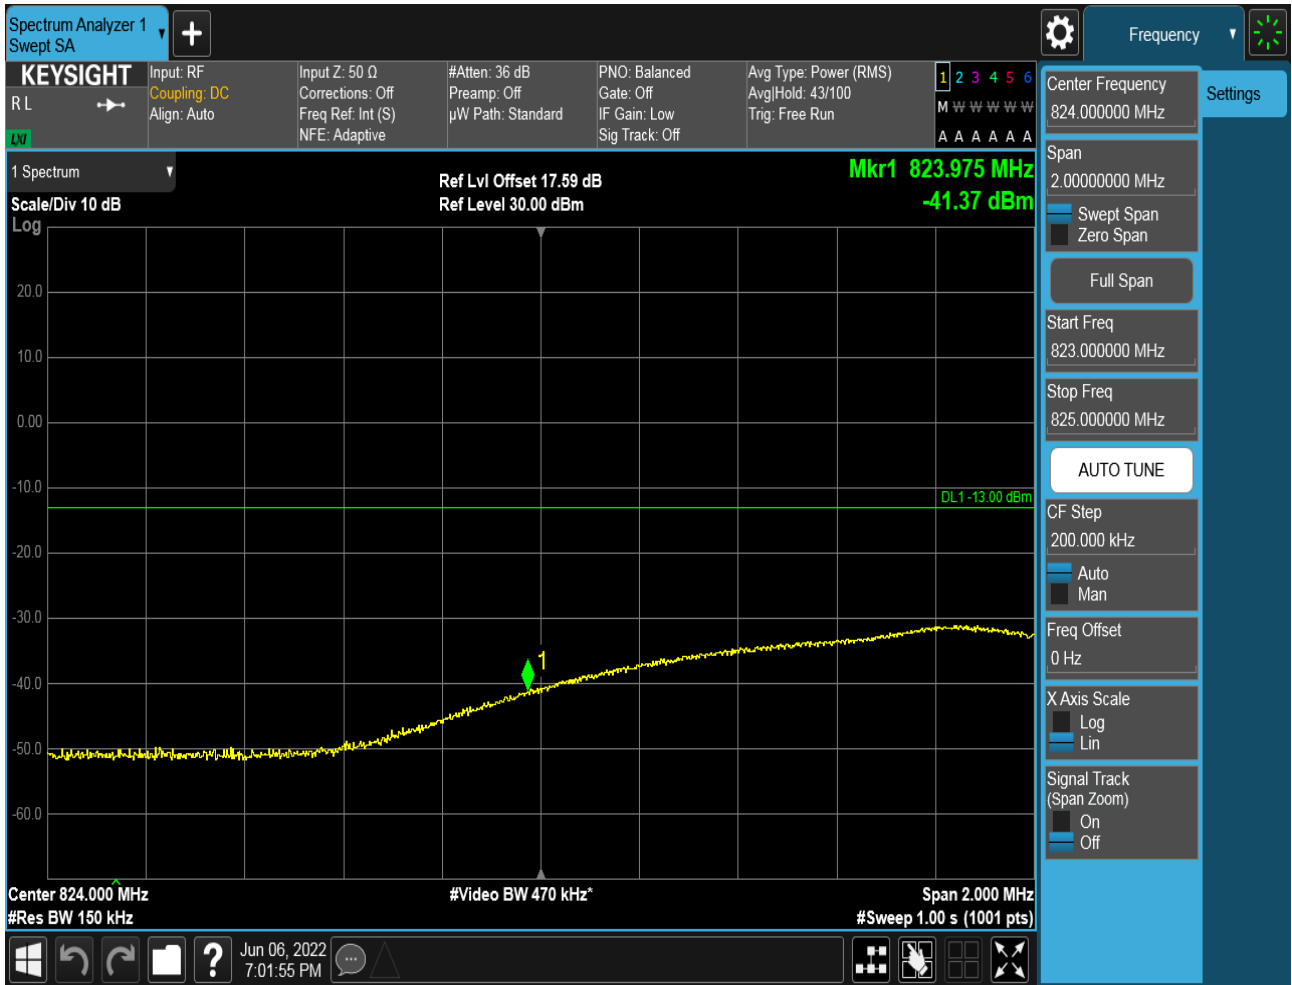 Spectrum Analyzer 1
Swept SA
Frequency
KEYSIGHT
R L
LXI
Input: RF
Coupling: DC
Align: Auto
Input Z: 50 Ω
Corrections: Off
Freq Ref: Int (S)
NFE: Adaptive
#Atten: 36 dB
Preamp: Off
µW Path: Standard
PNO: Balanced
Gate: Off
IF Gain: Low
Sig Track: Off
Avg Type: Power (RMS)
Avg|Hold: 43/100
Trig: Free Run
1 2 3 4 5 6
M W W W W W
A A A A A A
1 Spectrum
Scale/Div 10 dB
Log
Ref Lvl Offset 17.59 dB
Ref Level 30.00 dBm
Mkr1 823.975 MHz
-41.37 dBm
20.0
10.0
0.00
-10.0
DL1 -13.00 dBm
-20.0
-30.0
1
-40.0
-50.0
-60.0
Center 824.000 MHz
#Video BW 470 kHz*
Span 2.000 MHz
#Res BW 150 kHz
#Sweep 1.00 s (1001 pts)
Center Frequency
824.000000 MHz
Settings
Span
2.00000000 MHz
Swept Span
Zero Span
Full Span
Start Freq
823.000000 MHz
Stop Freq
825.000000 MHz
AUTO TUNE
CF Step
200.000 kHz
Auto
Man
Freq Offset
0 Hz
X Axis Scale
Log
Lin
Signal Track
(Span Zoom)
On
Off
?
Jun 06, 2022
7:01:55 PM